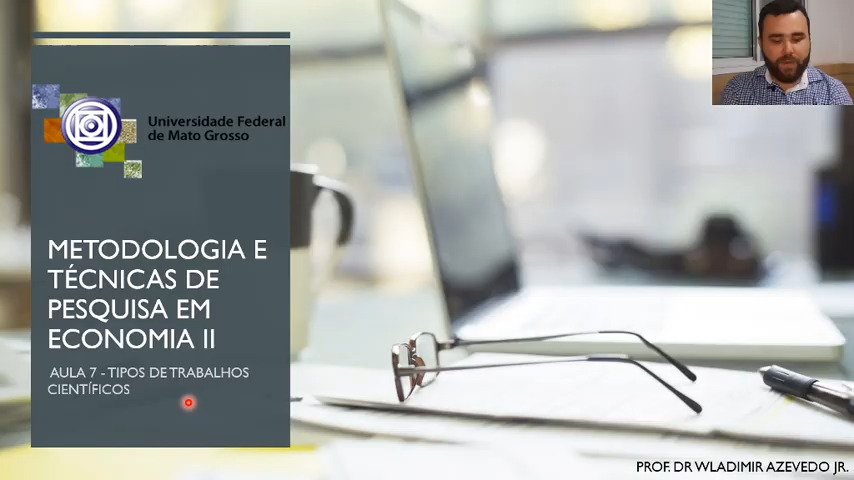 Universidade Federal
de Mato Grosso
METODOLOGIA E
TÉCNICAS DE
PESQUISA EM
ECONOMIA II
AULA 7 - TIPOS DE TRABALHOS
CIENTÍFICOS
PROF. DR WLADIMIR AZEVEDO JR.